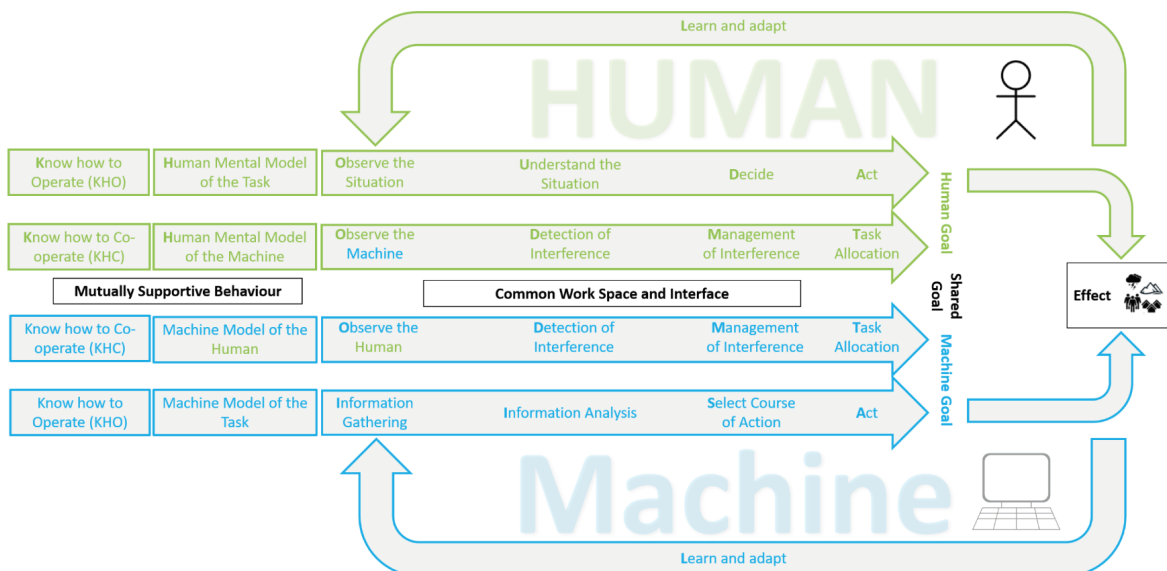 Learn and adapt
HUMAN
Know how to
Operate (KHO)
Human Mental Model
of the Task
Observe the
Situation
Understand the
Situation
Decide
Act
Know how to Co-
operate (KHC)
Human Mental Model
of the Machine
Observe the
Machine
Detection of
Interference
Management
of Interference
Task
Allocation
Human Goal
Mutually Supportive Behaviour
Common Work Space and Interface
Shared
Goal
Effect
Know how to Co-
operate (KHC)
Machine Model of the
Human
Observe the
Human
Detection of
Interference
Management
of Interference
Task
Allocation
Machine Goal
Know how to
Operate (KHO)
Machine Model of the
Task
Information
Gathering
Information Analysis
Select Course
of Action
Act
Machine
Learn and adapt